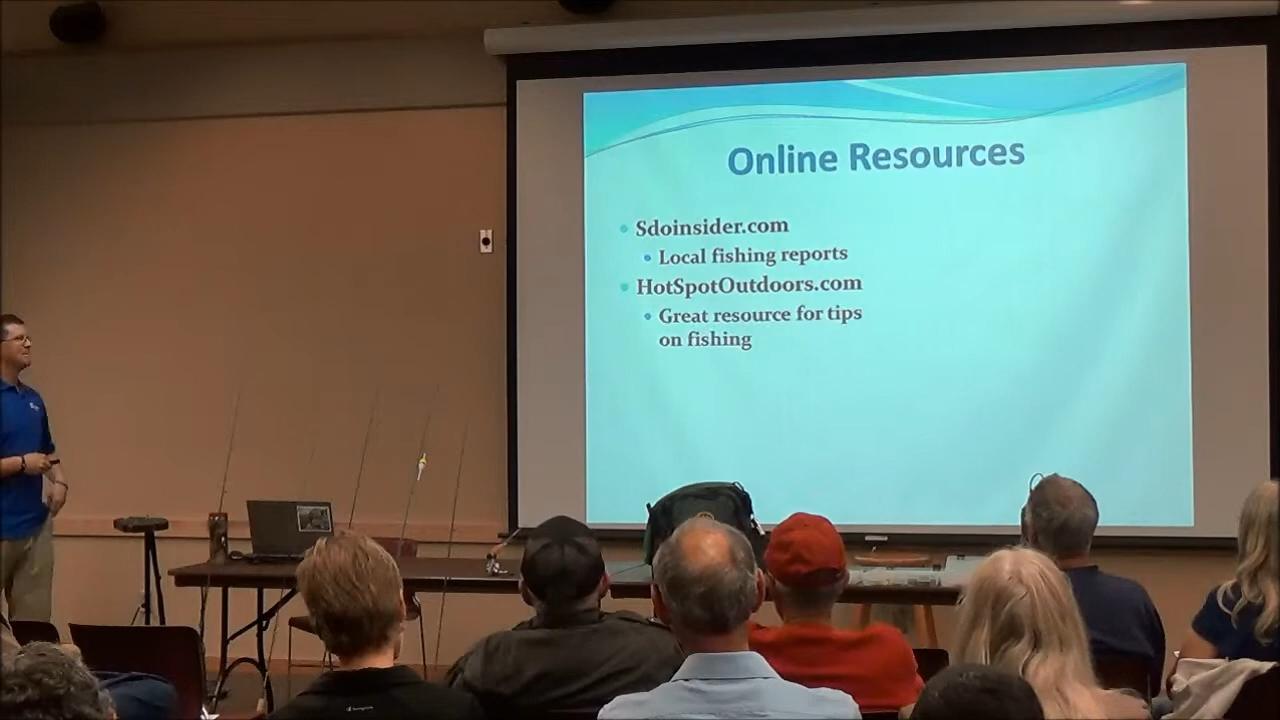 Online Resources
Sdoinsider.com
Local fishing reports
HotSpotOutdoors.com
Great resource for tips
on fishing